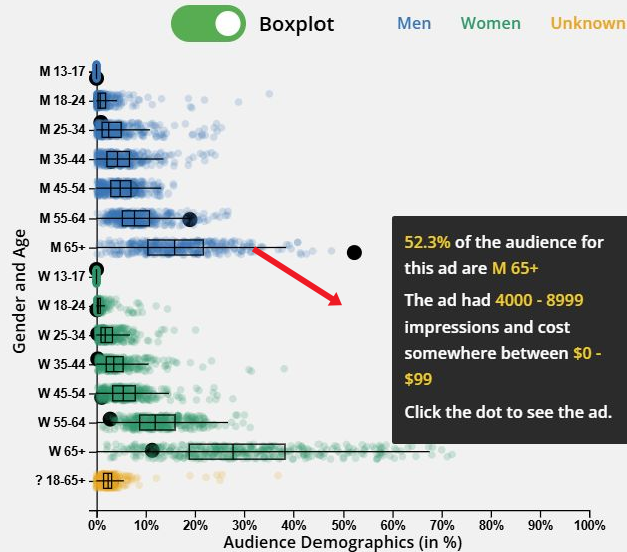 Boxplot
Men Women Unknown
M 13-17
M 18-24
M 25-34
M 35-44
M 45-54
M 55-64
M 65+
W 13-17
W 18-24
W 25-34
W 35-44
W 45-54
W 55-64
W 65+
? 18-65+
Gender and Age
52.3% of the audience for
this ad are M 65+
The ad had 4000 - 8999
impressions and cost
somewhere between $0 -
$99
Click the dot to see the ad.
0% 10% 20% 30% 40% 50% 60% 70% 80% 90% 100%
Audience Demographics (in %)